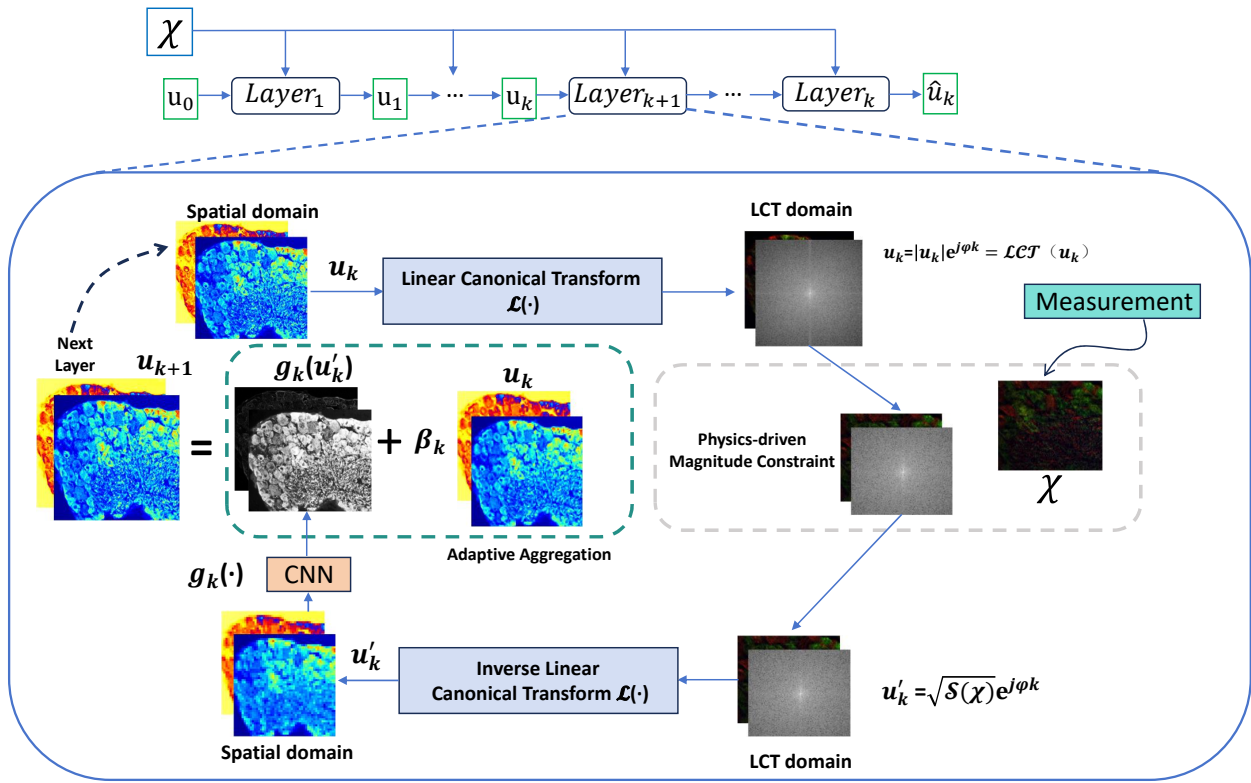 χ
u₀
Layer₁
u₁
...
uₖ
Layerₖ₊₁
...
Layerₖ
ûₖ
Spatial domain
LCT domain
uₖ
Linear Canonical Transform
ℒ(·)
uₖ=|uₖ|e^{jφk} = ℒ𝒞𝒯 (uₖ)
Measurement
Next
Layer
uₖ₊₁
=
gₖ(u′ₖ)
+ βₖ
uₖ
Adaptive Aggregation
Physics-driven
Magnitude Constraint
χ
gₖ(·)
CNN
u′ₖ
Inverse Linear
Canonical Transform ℒ(·)
u′ₖ =√𝒮(χ)e^{jφk}
Spatial domain
LCT domain